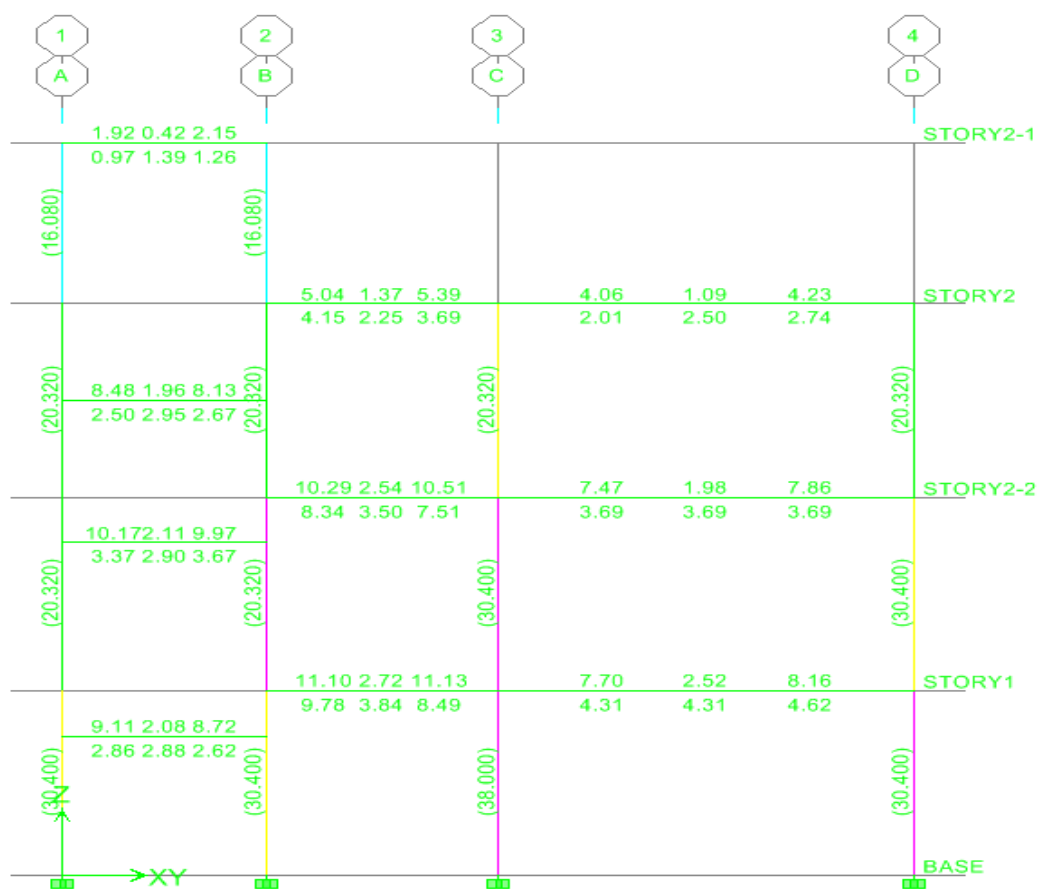 1 2 3 4
A B C D
1.92 0.42 2.15 STORY2-1
0.97 1.39 1.26
(16.080) (16.080)
5.04 1.37 5.39 4.06 1.09 4.23 STORY2
4.15 2.25 3.69 2.01 2.50 2.74
(20.320) (20.320) (20.320) (20.320)
8.48 1.96 8.13
2.50 2.95 2.67
10.29 2.54 10.51 7.47 1.98 7.86 STORY2-2
8.34 3.50 7.51 3.69 3.69 3.69
10.172.11 9.97
3.37 2.90 3.67
(20.320) (20.320) (30.400) (30.400)
11.10 2.72 11.13 7.70 2.52 8.16 STORY1
9.78 3.84 8.49 4.31 4.31 4.62
9.11 2.08 8.72
2.86 2.88 2.62
(30.400) (30.400) (38.000) (30.400)
Z
XY
BASE